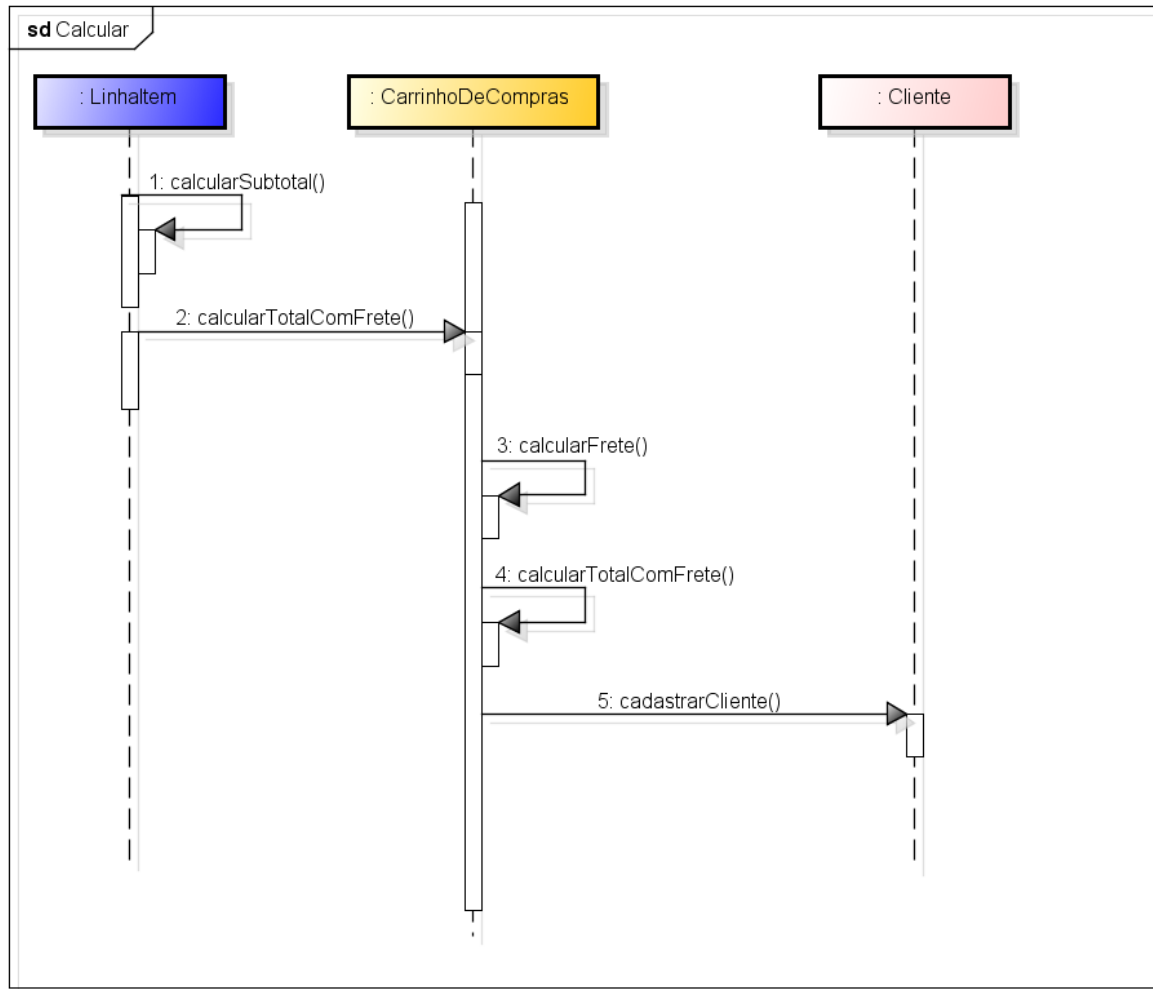 sd Calcular
: LinhaItem
: CarrinhoDeCompras
: Cliente
1: calcularSubtotal()
2: calcularTotalComFrete()
3: calcularFrete()
4: calcularTotalComFrete()
5: cadastrarCliente()